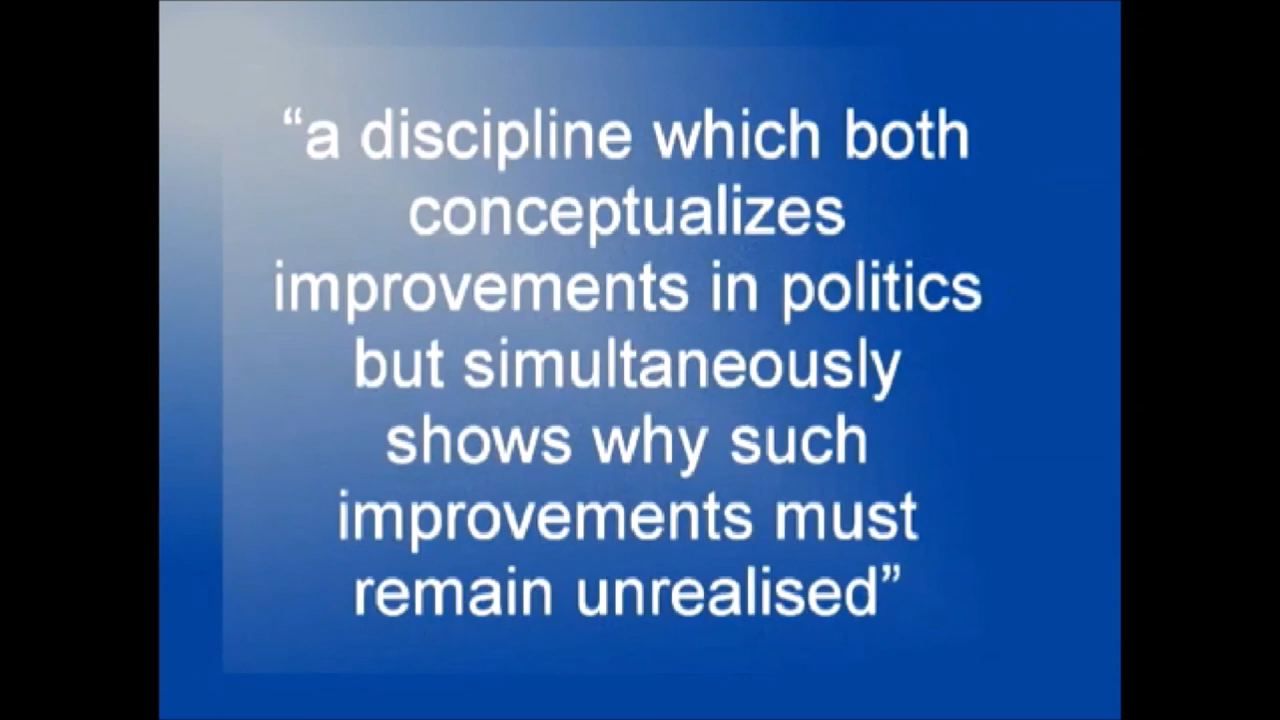 “a discipline which both
conceptualizes
improvements in politics
but simultaneously
shows why such
improvements must
remain unrealised”